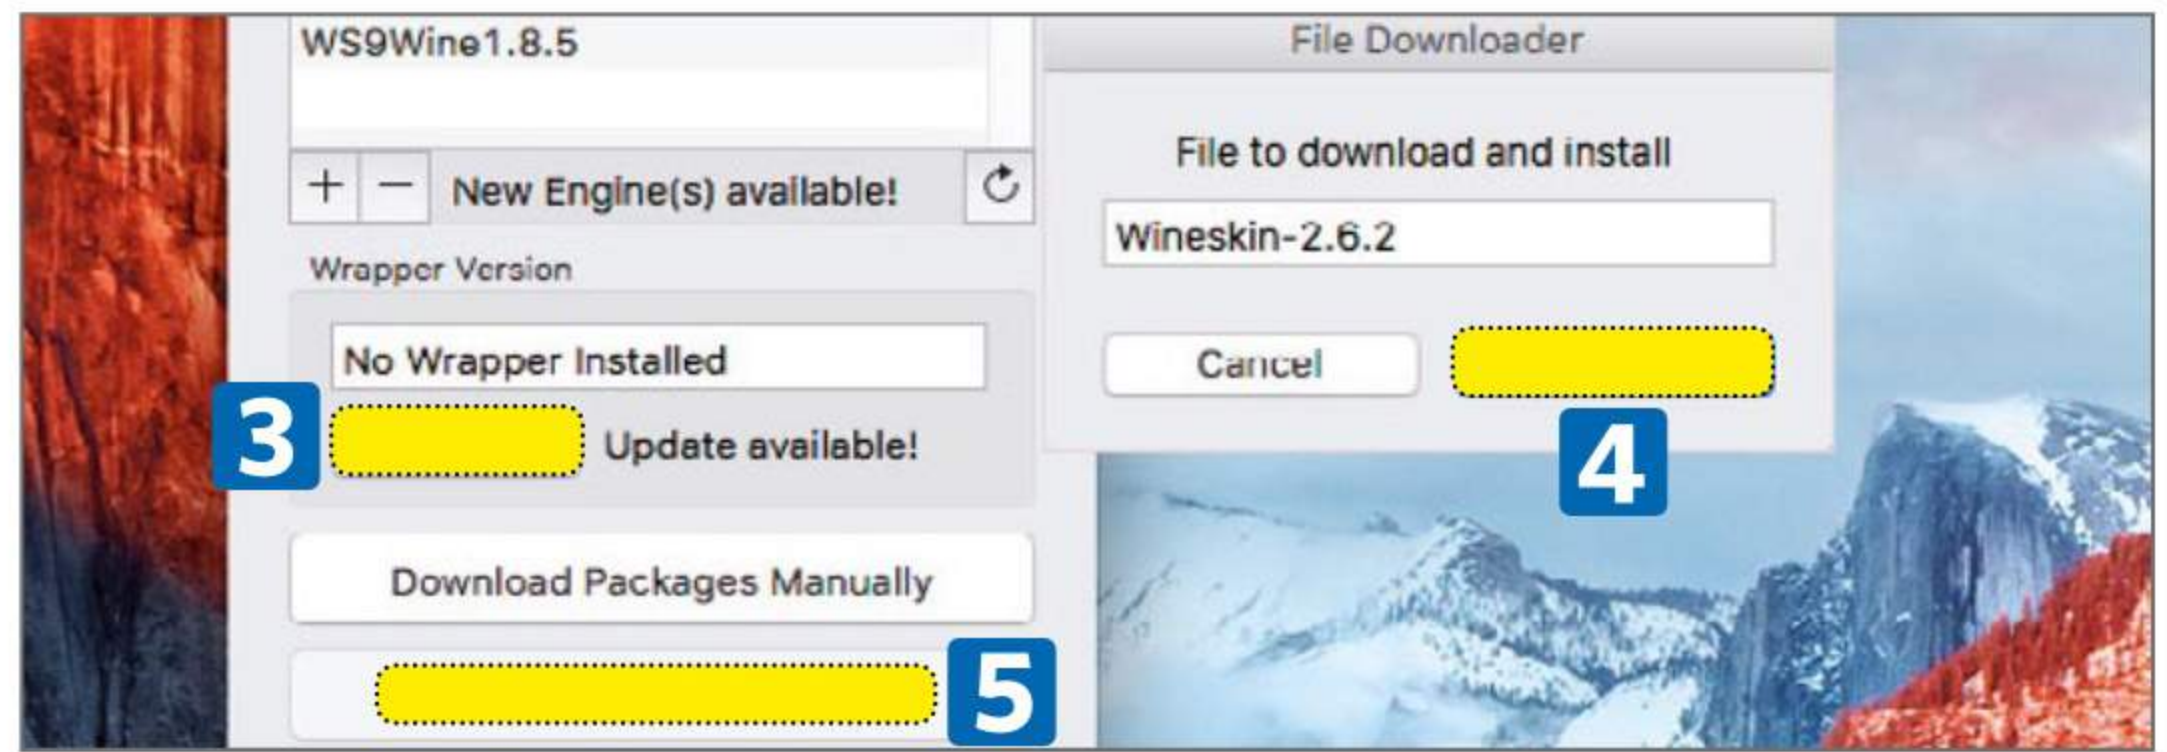 WS9Wine1.8.5
+ − New Engine(s) available!
Wrapper Version
No Wrapper Installed
3
Update available!
Download Packages Manually
5
File Downloader
File to download and install
Wineskin-2.6.2
Cancel
4